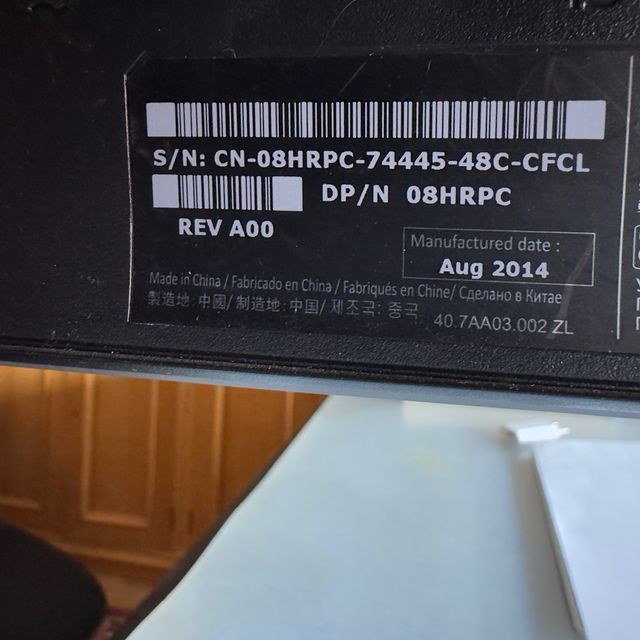 S/N: CN-08HRPC-74445-48C-CFCL
DP/N 08HRPC
REV A00
Manufactured date :
Aug 2014
Made in China / Fabricado en China / Fabriqués en Chine/ Сделано в Китае
製造地: 中國/ 制造地: 中国/ 제조국: 중국
40.7AA03.002 ZL